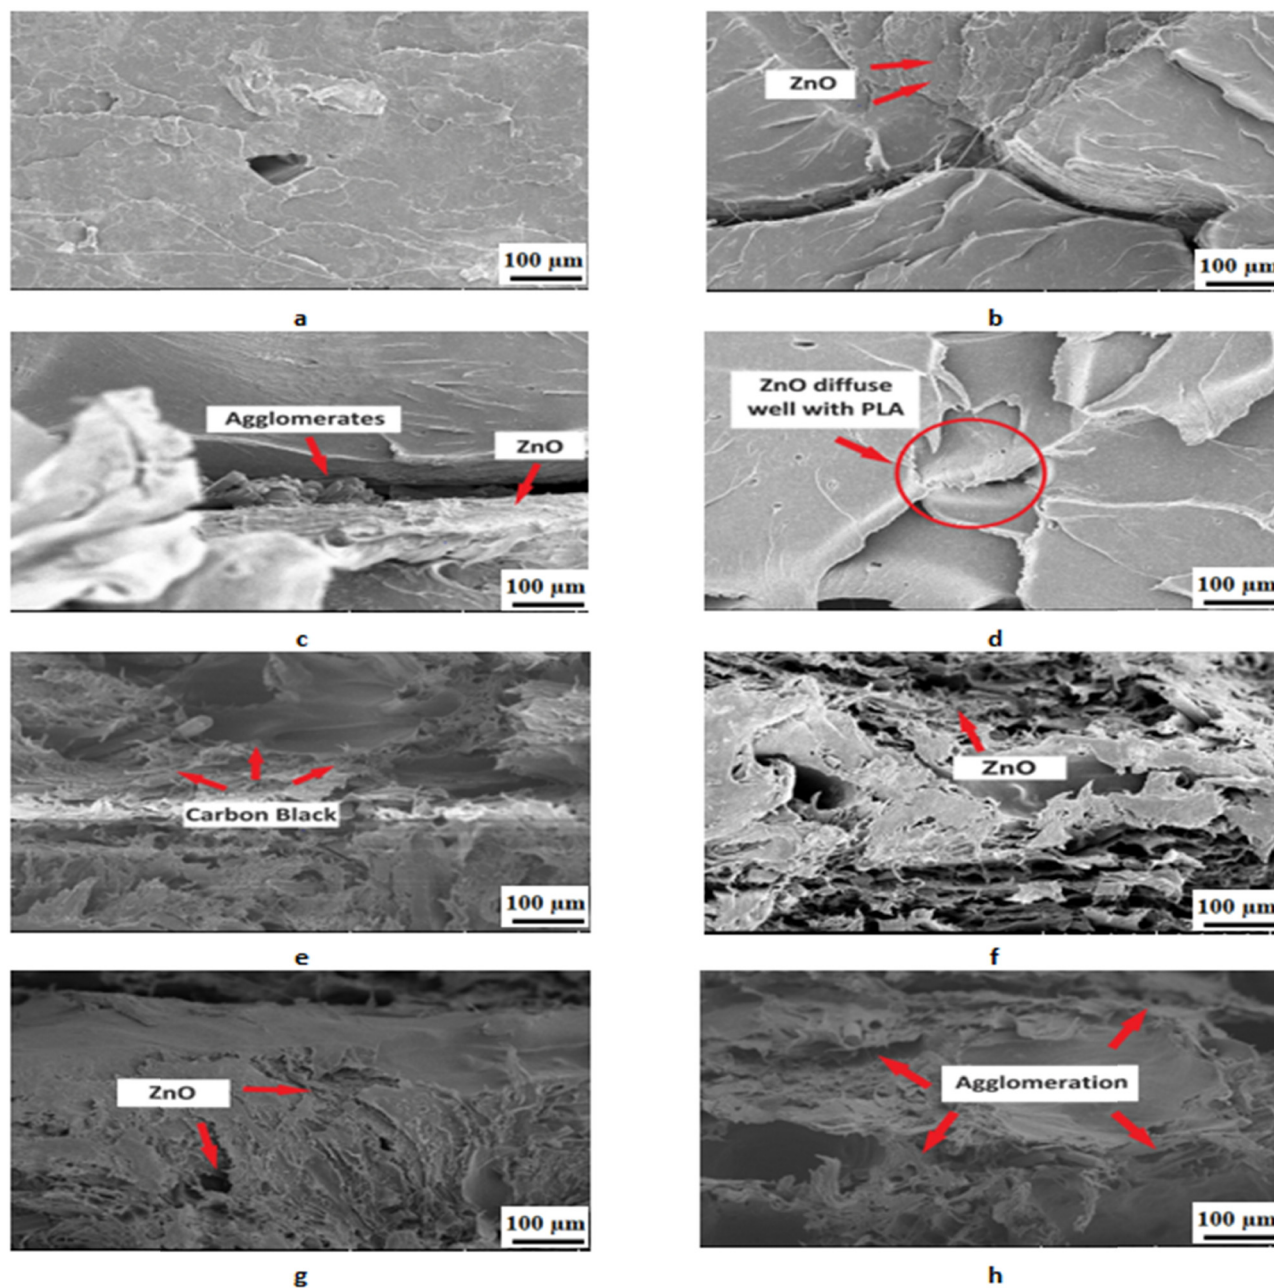 100 µm
a
ZnO
100 µm
b
Agglomerates
ZnO
100 µm
c
ZnO diffuse
well with PLA
100 µm
d
Carbon Black
100 µm
e
ZnO
100 µm
f
ZnO
100 µm
g
Agglomeration
100 µm
h